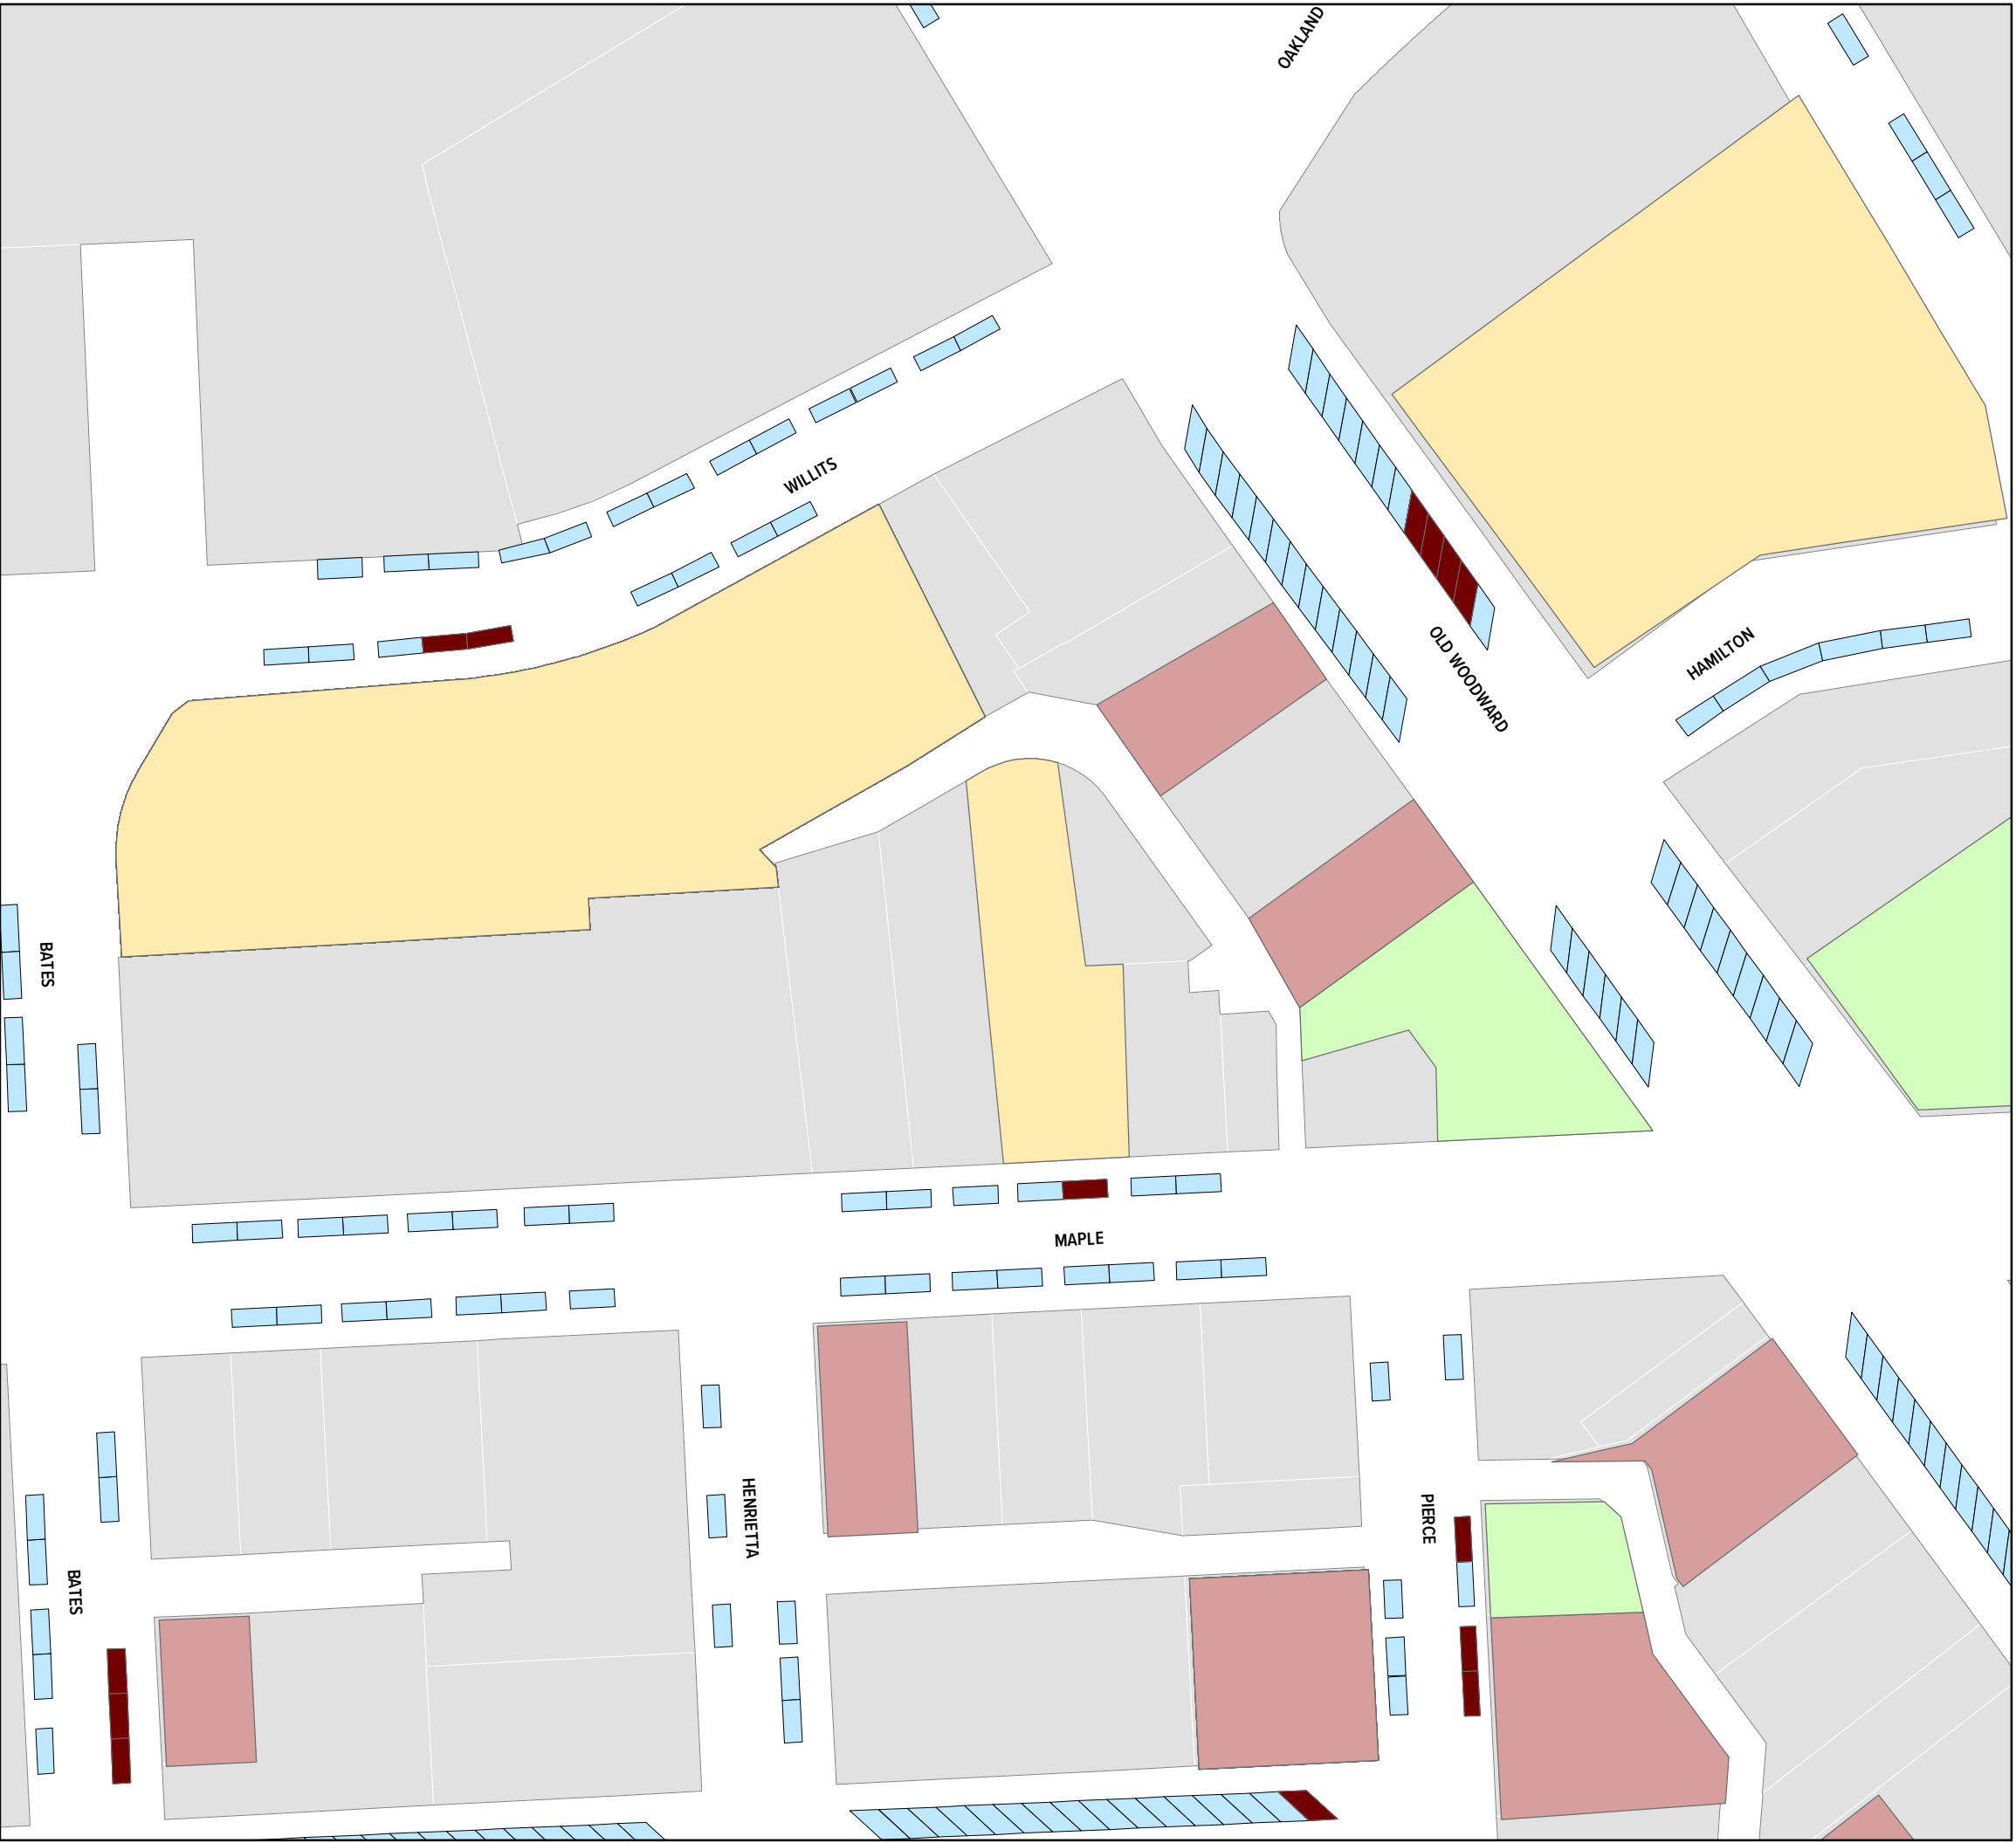 OAKLAND
WILLITS
OLD WOODWARD
HAMILTON
BATES
MAPLE
HENRIETTA
PIERCE
BATES